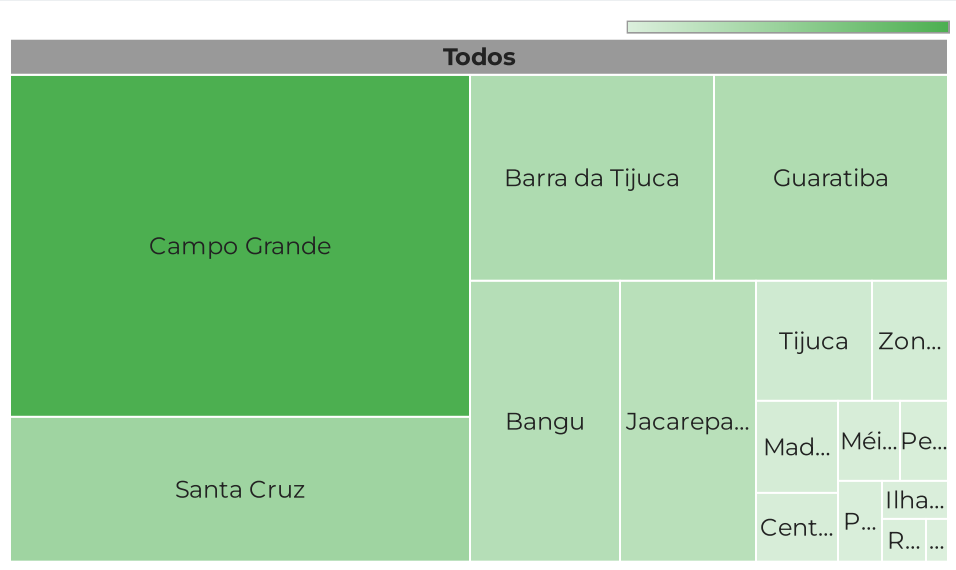 Todos
Campo Grande
Barra da Tijuca
Guaratiba
Santa Cruz
Bangu
Jacarepa...
Tijuca
Zon...
Mad...
Méi...
Pe...
Cent...
P...
Ilha...
R...
...